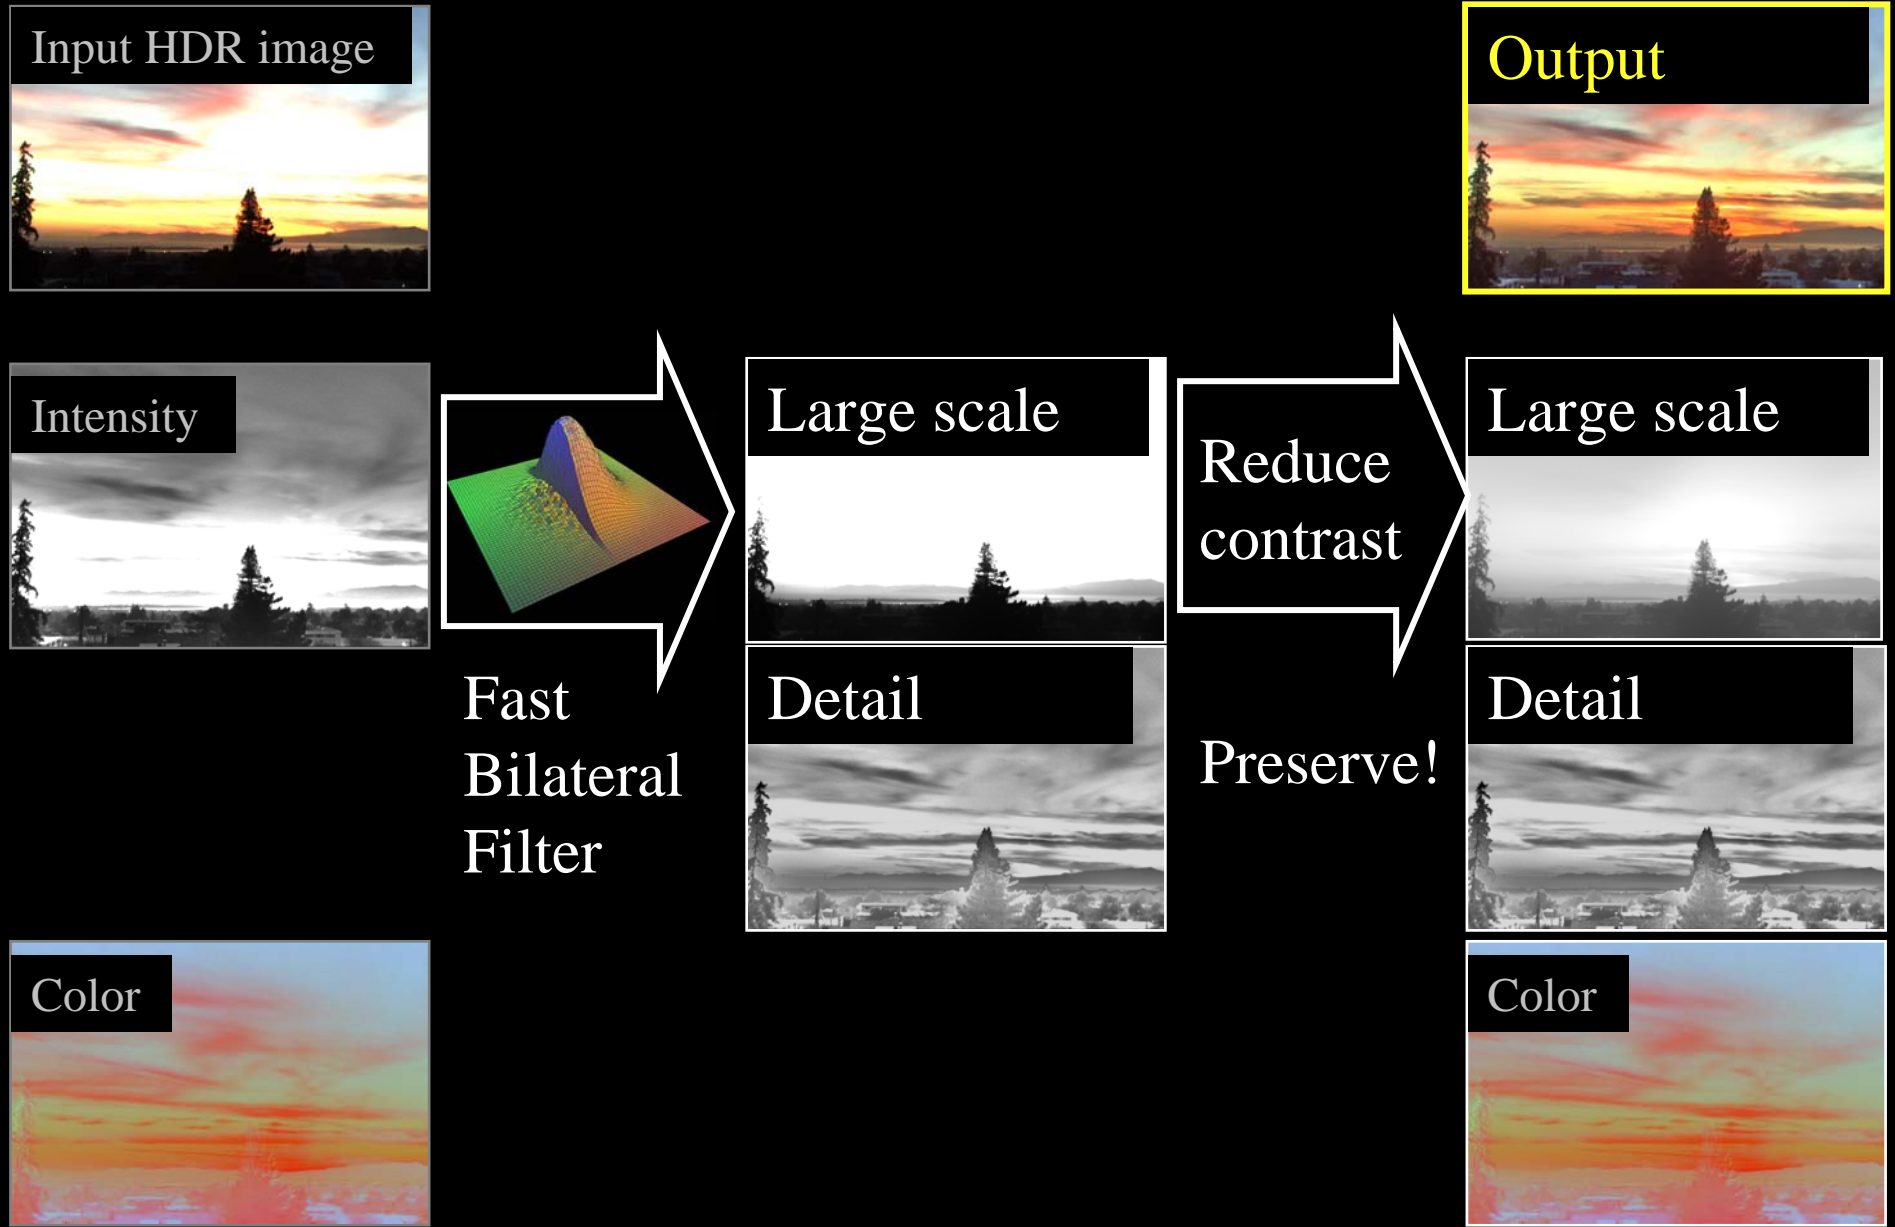 Input HDR image
Output
Intensity
Large scale
Reduce
contrast
Large scale
Fast
Bilateral
Filter
Detail
Preserve!
Detail
Color
Color